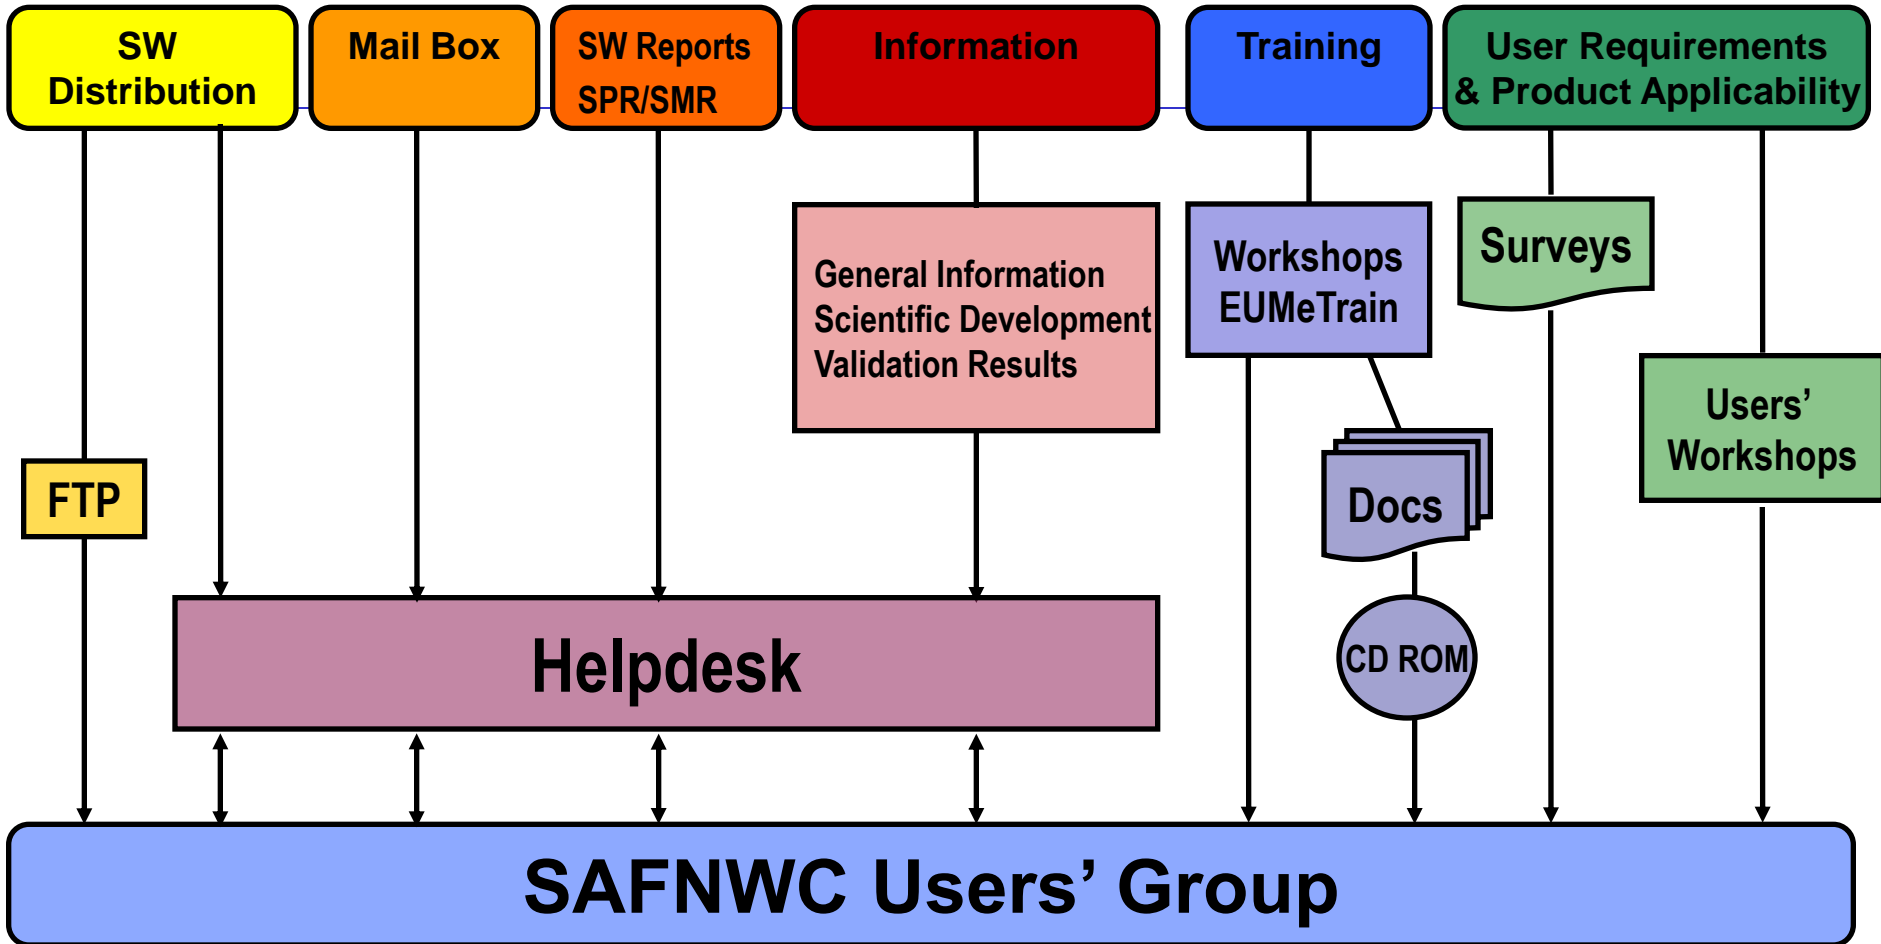 SW
Distribution
Mail Box
SW Reports
SPR/SMR
Information
Training
User Requirements
& Product Applicability
General Information
Scientific Development
Validation Results
Workshops
EUMeTrain
Surveys
Users’
Workshops
FTP
Docs
Helpdesk
CD ROM
SAFNWC Users’ Group